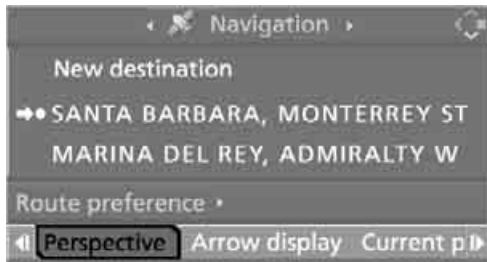 Navigation
New destination
SANTA BARBARA, MONTERREY ST
MARINA DEL REY, ADMIRALTY W
Route preference
Perspective Arrow display Current p